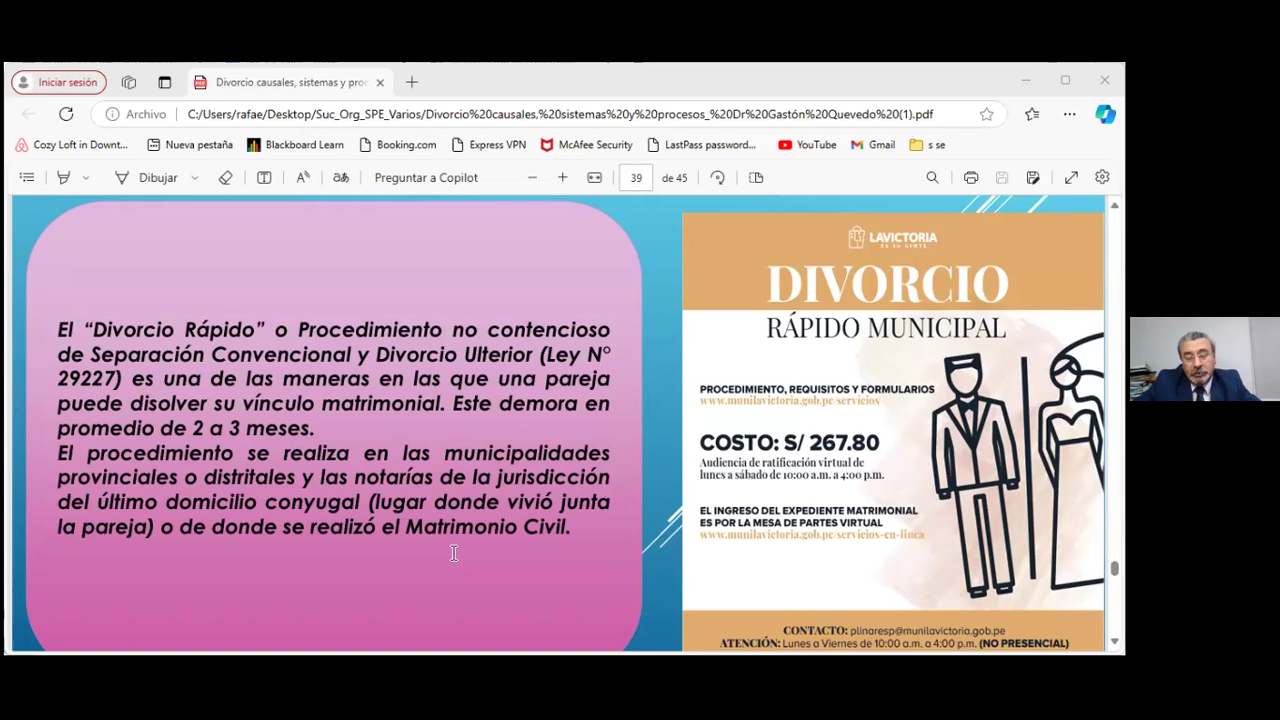 Iniciar sesión
Divorcio causales, sistemas y proc
Archivo
C:/Users/rafae/Desktop/Suc_Org_SPE_Varios/Divorcio%20causales,%20sistemas%20y%20procesos_%20Dr%20Gastón%20Quevedo%20(1).pdf
Cozy Loft in Downt...
Nueva pestaña
Blackboard Learn
Booking.com
Express VPN
McAfee Security
LastPass password...
YouTube
Gmail
s se
Dibujar
Preguntar a Copilot
39
de 45
El “Divorcio Rápido” o Procedimiento no contencioso
de Separación Convencional y Divorcio Ulterior (Ley N°
29227) es una de las maneras en las que una pareja
puede disolver su vínculo matrimonial. Este demora en
promedio de 2 a 3 meses.
El procedimiento se realiza en las municipalidades
provinciales o distritales y las notarías de la jurisdicción
del último domicilio conyugal (lugar donde vivió junta
la pareja) o de donde se realizó el Matrimonio Civil.
LAVICTORIA
ES SU GENTE
DIVORCIO
RÁPIDO MUNICIPAL
PROCEDIMIENTO, REQUISITOS Y FORMULARIOS
www.munilavictoria.gob.pe/servicios
COSTO: S/ 267.80
Audiencia de ratificación virtual de
lunes a sábado de 10:00 a.m. a 4:00 p.m.
EL INGRESO DEL EXPEDIENTE MATRIMONIAL
ES POR LA MESA DE PARTES VIRTUAL
www.munilavictoria.gob.pe/servicios-en-linea
CONTACTO: plinaresp@munilavictoria.gob.pe
ATENCIÓN: Lunes a Viernes de 10:00 a.m. a 4:00 p.m. (NO PRESENCIAL)